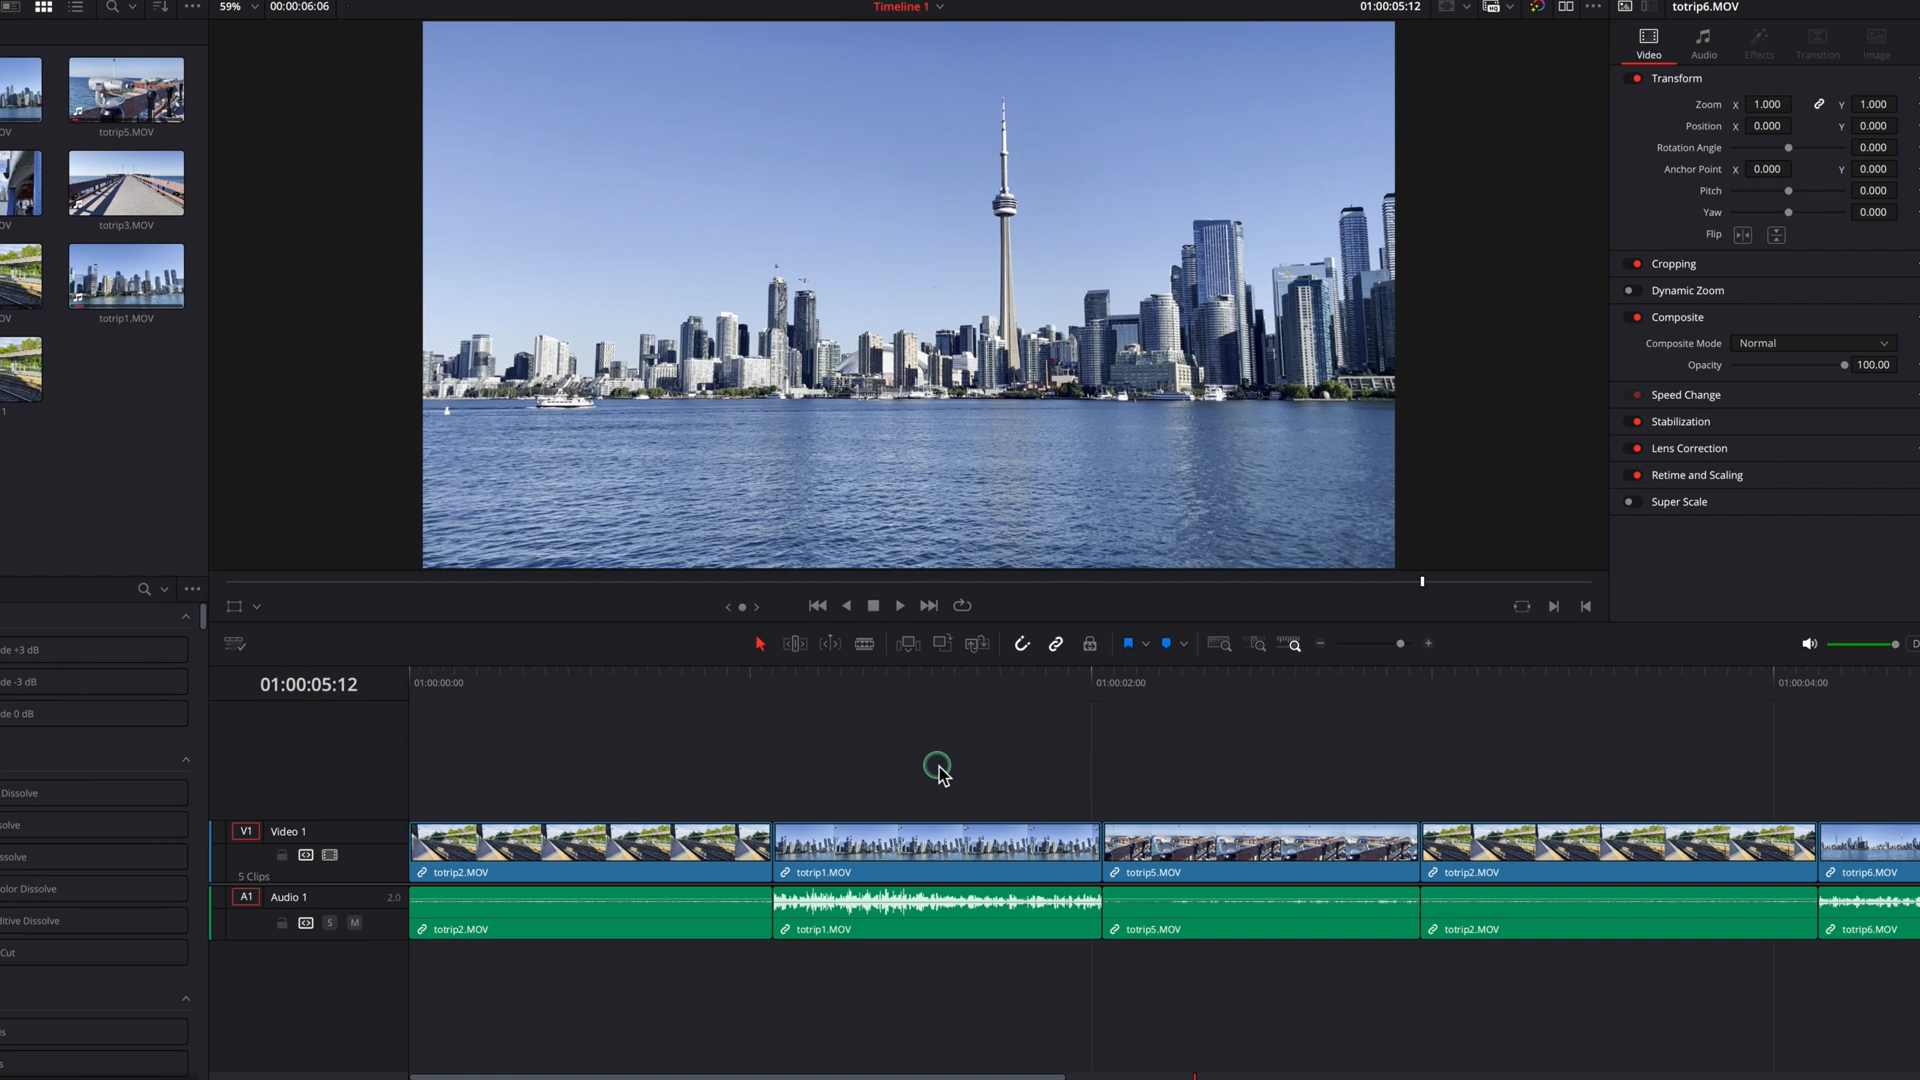 59%
00:00:06:06
Timeline 1
01:00:05:12
totrip6.MOV
Video
Audio
Effects
Transition
Image
OV
totrip5.MOV
OV
totrip3.MOV
OV
totrip1.MOV
1
Transform
Zoom X 1.000 Y 1.000
Position X 0.000 Y 0.000
Rotation Angle 0.000
Anchor Point X 0.000 Y 0.000
Pitch 0.000
Yaw 0.000
Flip
Cropping
Dynamic Zoom
Composite
Composite Mode Normal
Opacity 100.00
Speed Change
Stabilization
Lens Correction
Retime and Scaling
Super Scale
de +3 dB
de -3 dB
de 0 dB
Dissolve
solve
ssolve
olor Dissolve
ditive Dissolve
Cut
is
s
D
01:00:05:12
01:00:00:00
01:00:02:00
01:00:04:00
V1 Video 1
5 Clips
totrip2.MOV
totrip1.MOV
totrip5.MOV
totrip2.MOV
totrip6.MOV
A1 Audio 1 2.0
S M
totrip2.MOV
totrip1.MOV
totrip5.MOV
totrip2.MOV
totrip6.MOV